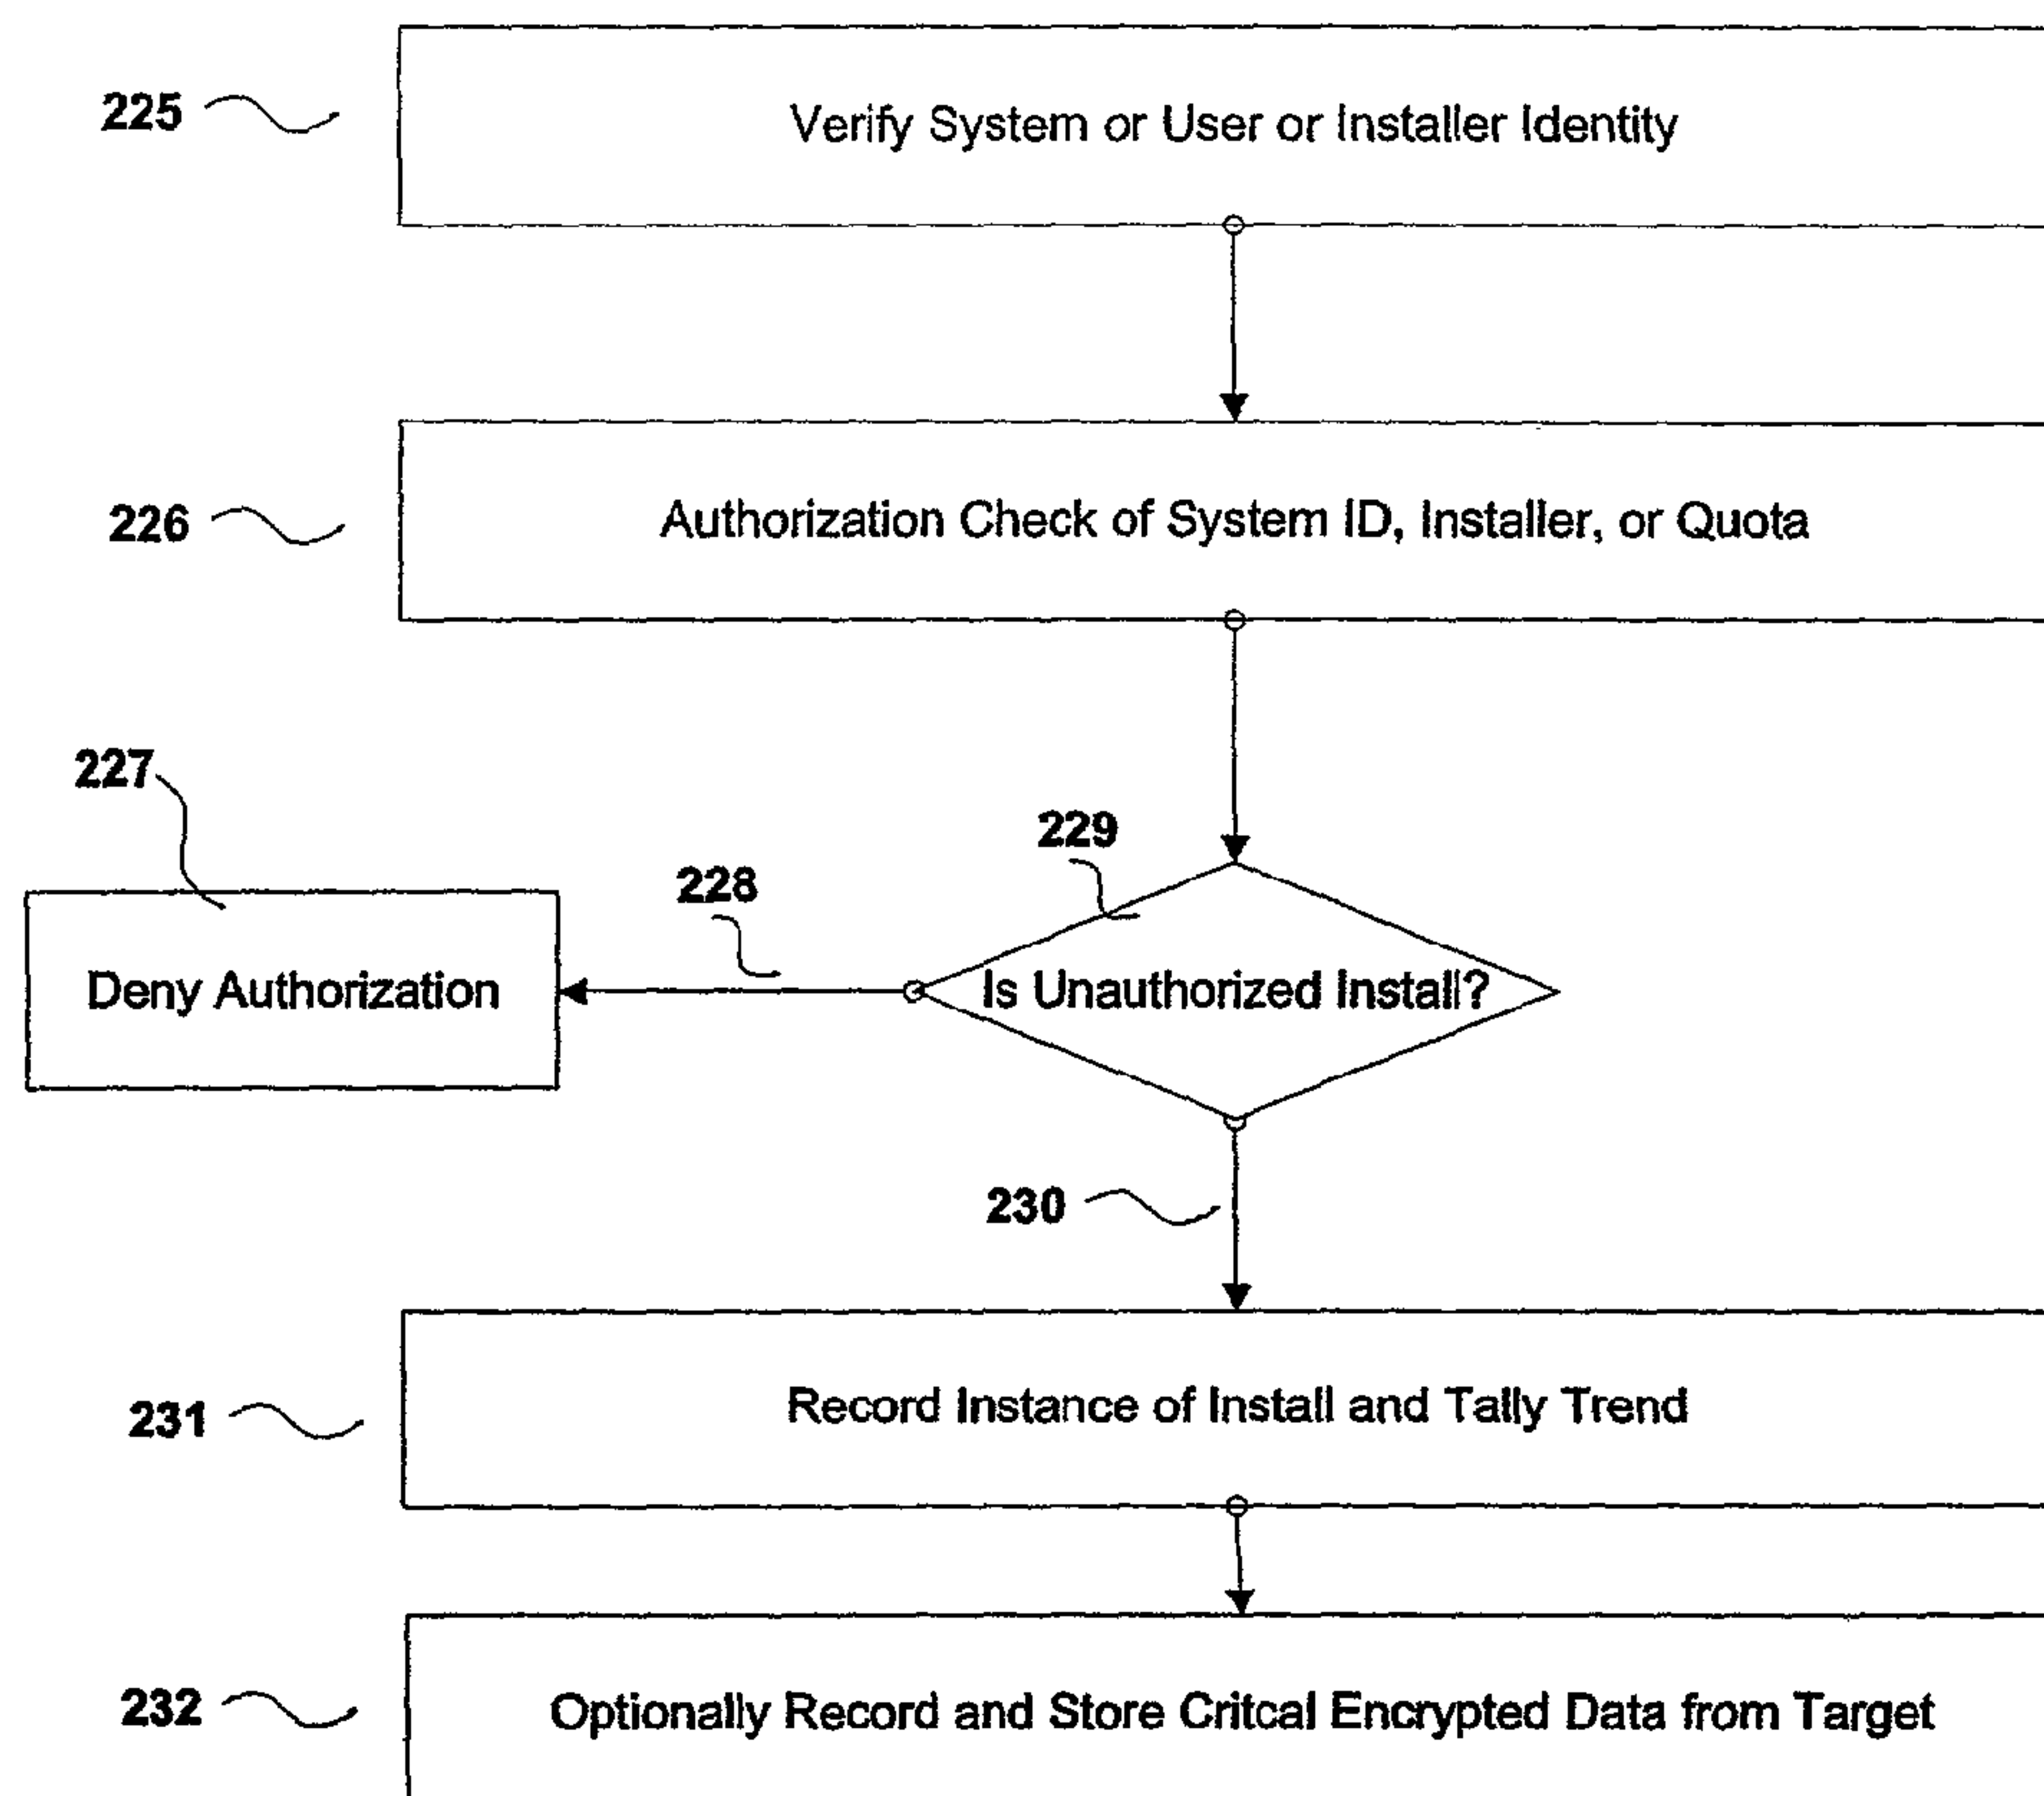 225
Verify System or User or Installer Identity
226
Authorization Check of System ID, Installer, or Quota
227
229
228
Deny Authorization
Is Unauthorized Install?
230
231
Record Instance of Install and Tally Trend
232
Optionally Record and Store Critcal Encrypted Data from Target